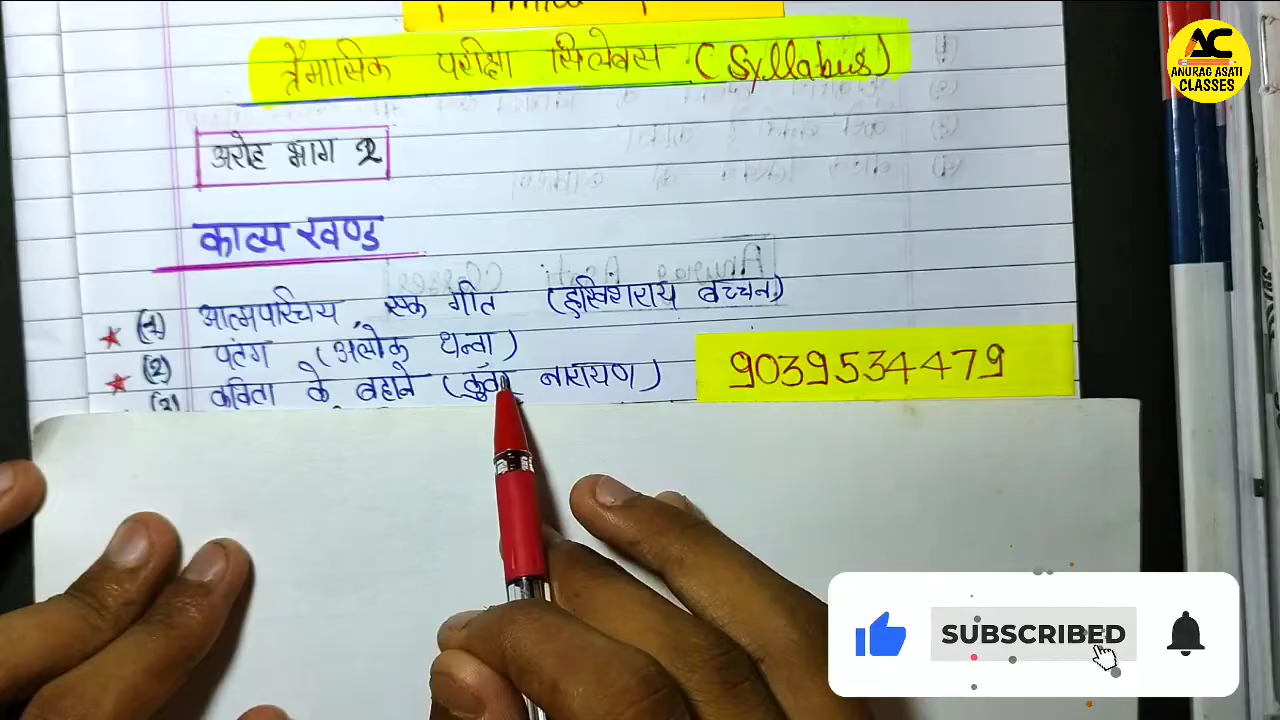 त्रैमासिक परीक्षा सिलेबस (Syllabus)
AC
ANURAG ASATI
CLASSES
अरोह भाग 2
काव्य खण्ड
(1) आत्मपरिचय, एक गीत (हरिवंशराय बच्चन)
(2) पतंग (आलोक धन्वा)
(3) कविता के बहाने (कुंवर नारायण)
9039534479
SUBSCRIBED